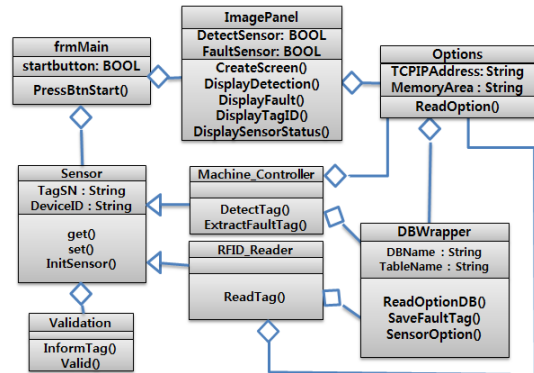 frmMain
startbutton: BOOL
PressBtnStart()
ImagePanel
DetectSensor: BOOL
FaultSensor: BOOL
CreateScreen()
DisplayDetection()
DisplayFault()
DisplayTagID()
DisplaySensorStatus()
Options
TCPIPAddress: String
MemoryArea : String
ReadOption()
Sensor
TagSN : String
DeviceID : String
get()
set()
InitSensor()
Machine_Controller
DetectTag()
ExtractFaultTag()
RFID_Reader
ReadTag()
DBWrapper
DBName : String
TableName : String
ReadOptionDB()
SaveFaultTag()
SensorOption()
Validation
InformTag()
Valid()